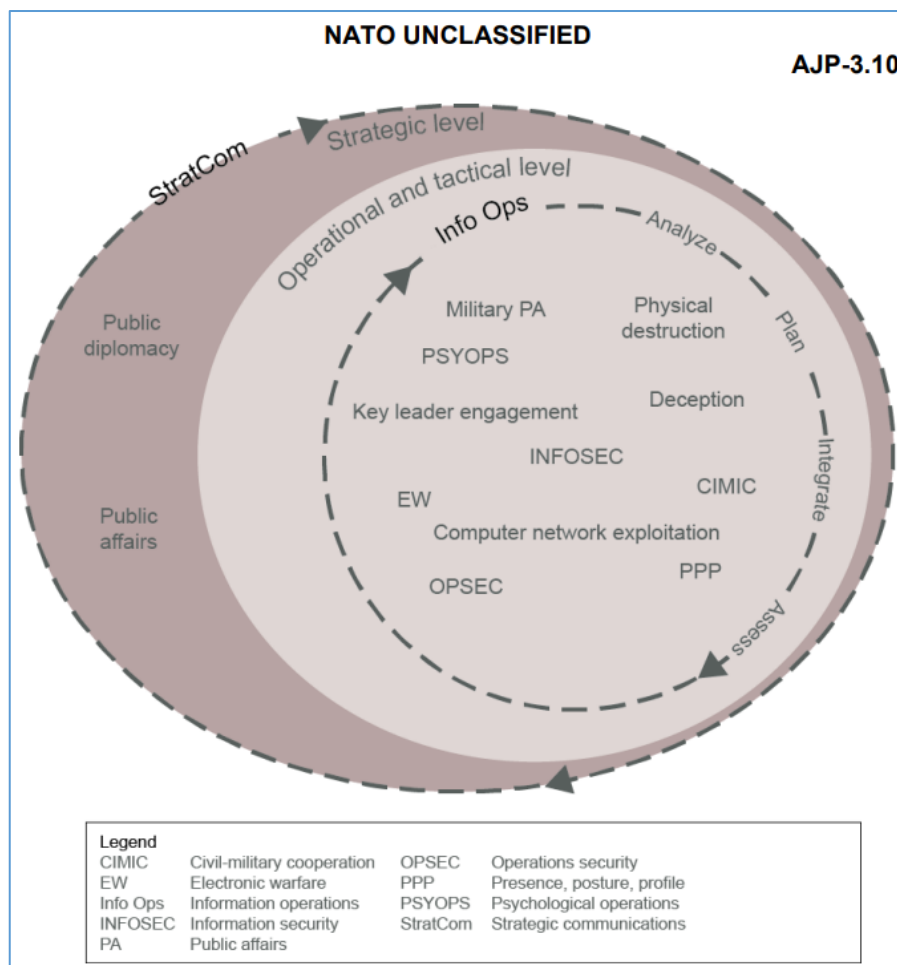 NATO UNCLASSIFIED
AJP-3.10
StratCom
Strategic level
Operational and tactical level
Info Ops
Analyze
Plan
Integrate
Assess
Public
diplomacy
Public
affairs
Military PA
Physical
destruction
PSYOPS
Key leader engagement
Deception
INFOSEC
CIMIC
EW
Computer network exploitation
OPSEC
PPP
Legend
CIMIC Civil-military cooperation OPSEC Operations security
EW Electronic warfare PPP Presence, posture, profile
Info Ops Information operations PSYOPS Psychological operations
INFOSEC Information security StratCom Strategic communications
PA Public affairs